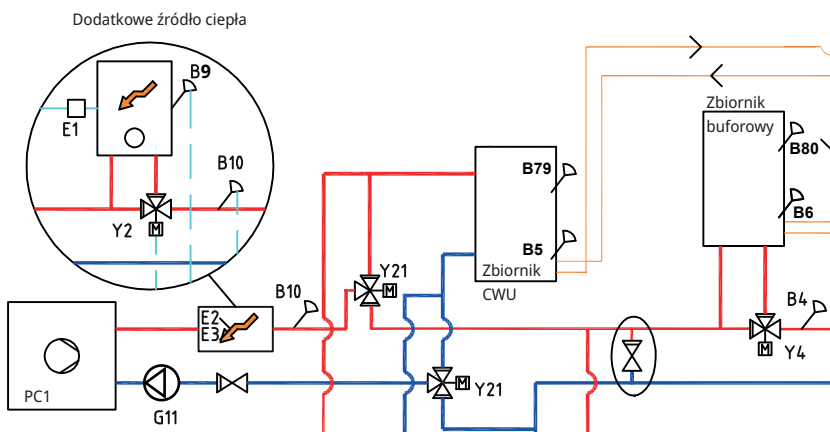 Dodatkowe źródło ciepła
B9
E1
B10
Y2
M
Zbiornik
buforowy
B80
B79
B6
B5
Zbiornik
CWU
Y21
M
B10
E2
E3
B4
M
Y4
PC1
G11
M
Y21